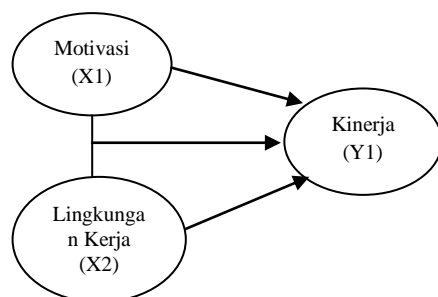 Motivasi
(X1)
Kinerja
(Y1)
Lingkunga
n Kerja
(X2)